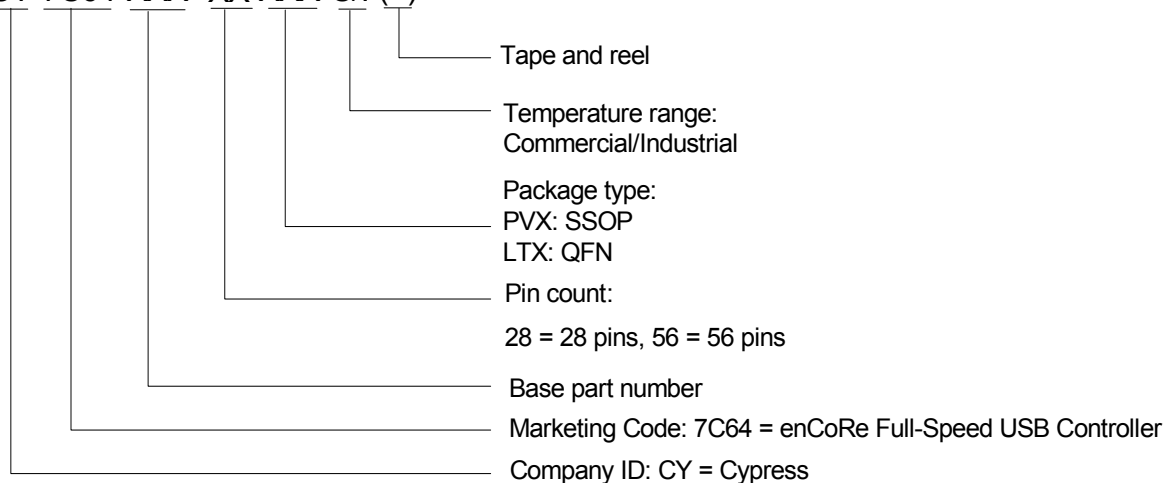 Tape and reel
Temperature range:
Commercial/Industrial
Package type:
PVX: SSOP
LTX: QFN
Pin count:
28 = 28 pins, 56 = 56 pins
Base part number
Marketing Code: 7C64 = enCoRe Full-Speed USB Controller
Company ID: CY = Cypress